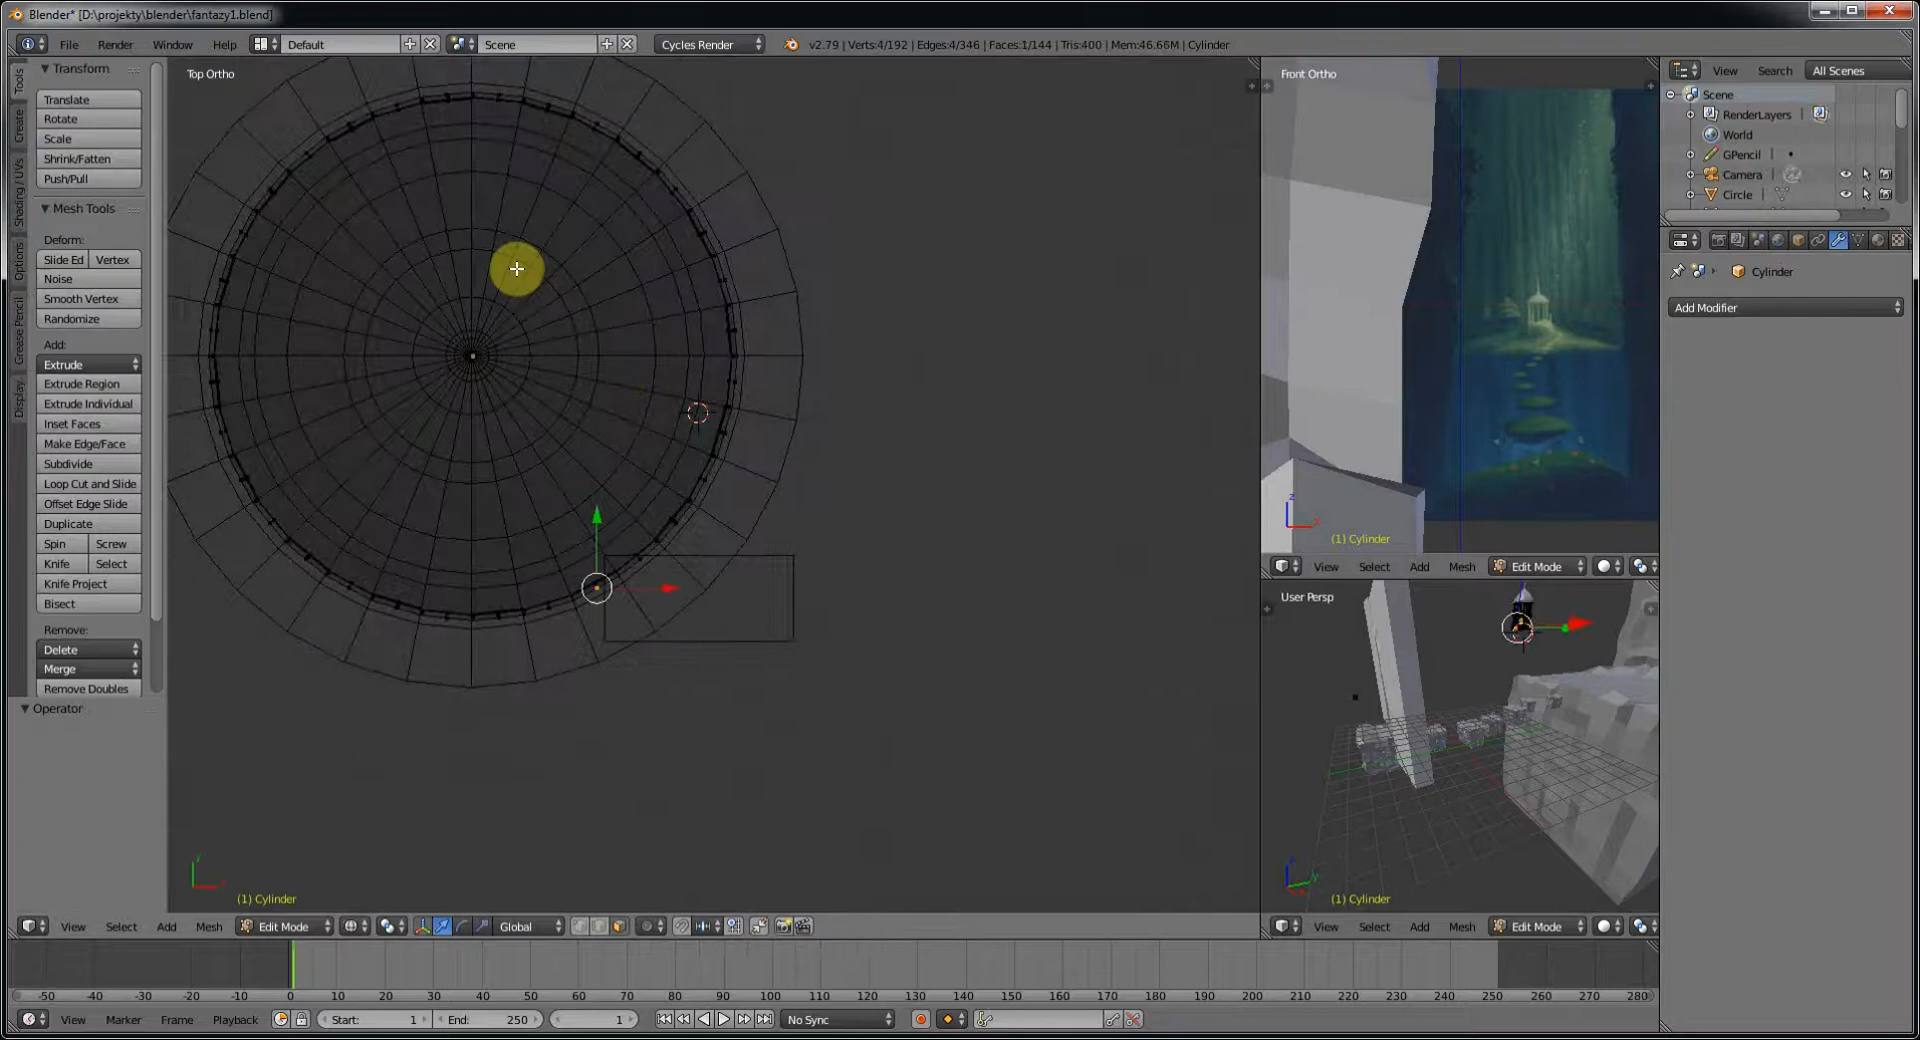 Blender* [D:\projekty\blender\fantazy1.blend]
File Render Window Help Default Scene Cycles Render v2.79 | Verts:4/192 | Edges:4/346 | Faces:1/144 | Tris:400 | Mem:46.66M | Cylinder
Tools
Create
Shading / UVs
Options
Grease Pencil
Display
Transform
Translate
Rotate
Scale
Shrink/Fatten
Push/Pull
Mesh Tools
Deform:
Slide Ed Vertex
Noise
Smooth Vertex
Randomize
Add:
Extrude
Extrude Region
Extrude Individual
Inset Faces
Make Edge/Face
Subdivide
Loop Cut and Slide
Offset Edge Slide
Duplicate
Spin Screw
Knife Select
Knife Project
Bisect
Remove:
Delete
Merge
Remove Doubles
Operator
Top Ortho
(1) Cylinder
View Select Add Mesh Edit Mode Global
Front Ortho
(1) Cylinder
View Select Add Mesh Edit Mode
User Persp
(1) Cylinder
View Select Add Mesh Edit Mode
View Search All Scenes
Scene
RenderLayers
World
GPencil
Camera
Circle
Cylinder
Add Modifier
-50 -40 -30 -20 -10 0 10 20 30 40 50 60 70 80 90 100 110 120 130 140 150 160 170 180 190 200 210 220 230 240 250 260 270 280
View Marker Frame Playback Start: 1 End: 250 1 No Sync